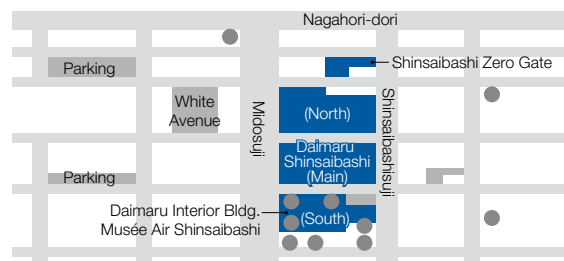 Nagahori-dori
Shinsaibashi Zero Gate
Parking
White
Avenue
Midosuji
(North)
Shinsaibashisuji
Daimaru
Shinsaibashi
(Main)
Parking
Daimaru Interior Bldg.
Musée Air Shinsaibashi
(South)